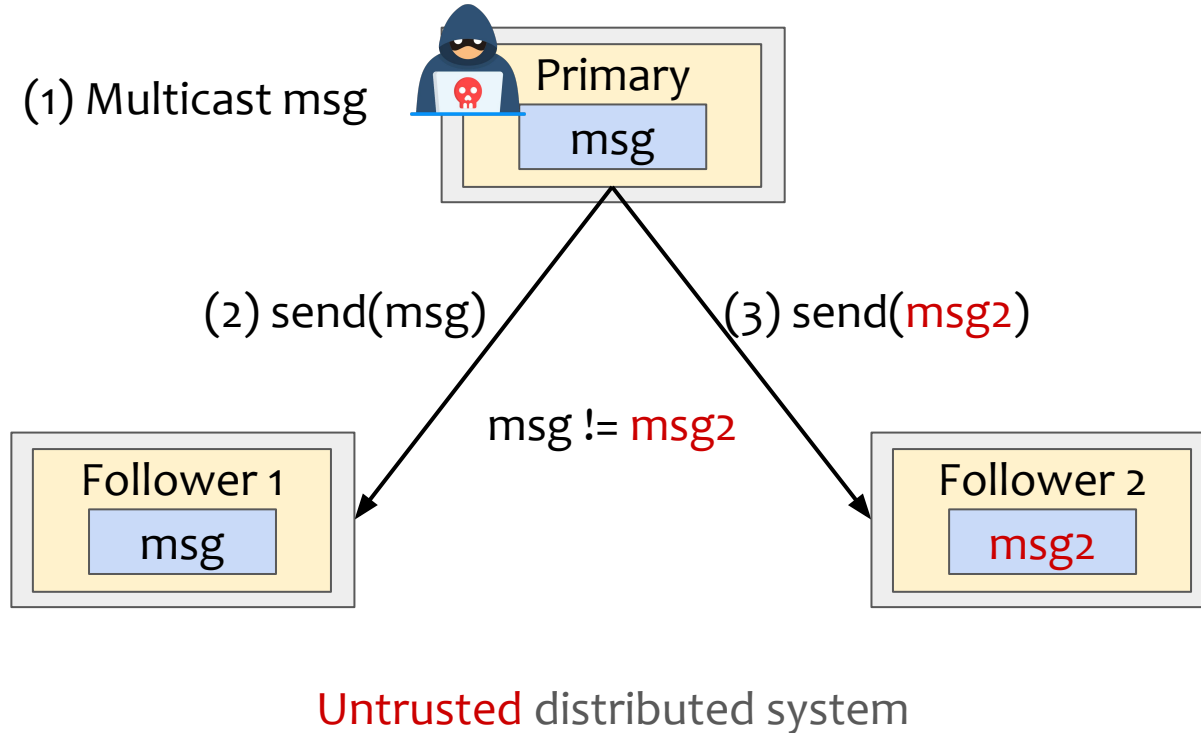 Primary
(1) Multicast msg
msg
(2) send(msg)
(3) send(msg2)
msg != msg2
Follower 1
msg
Follower 2
msg2
Untrusted distributed system